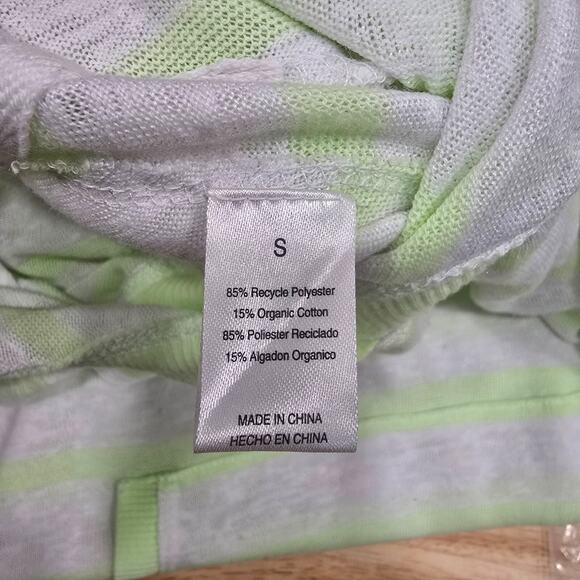 S
85% Recycle Polyester
15% Organic Cotton
85% Poliester Reciclado
15% Algadon Organico
MADE IN CHINA
HECHO EN CHINA